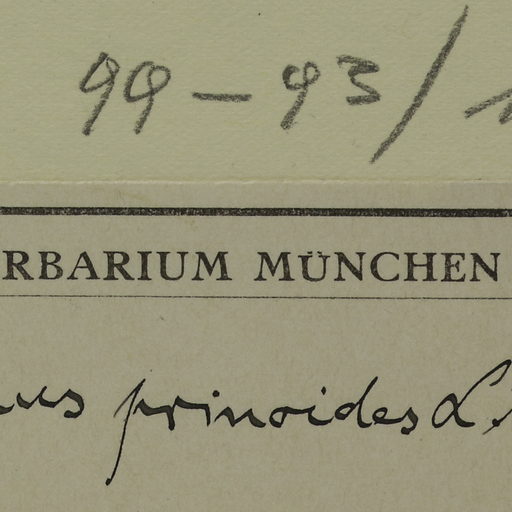 99-93/
RBARIUM MÜNCHEN
us prinoides L.